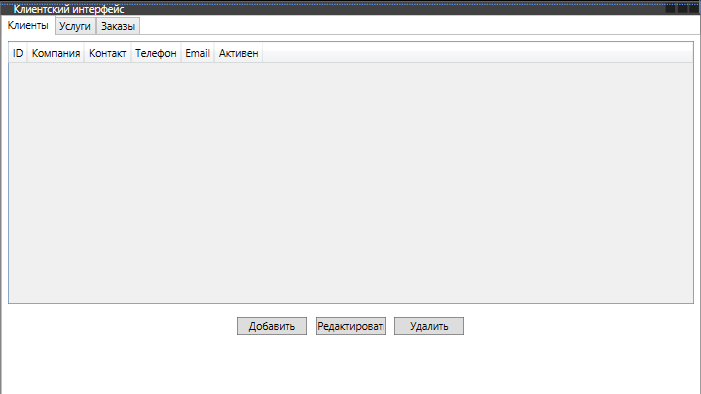 Клиентский интерфейс
Клиенты Услуги Заказы
ID Компания Контакт Телефон Email Активен
Добавить Редактироват Удалить